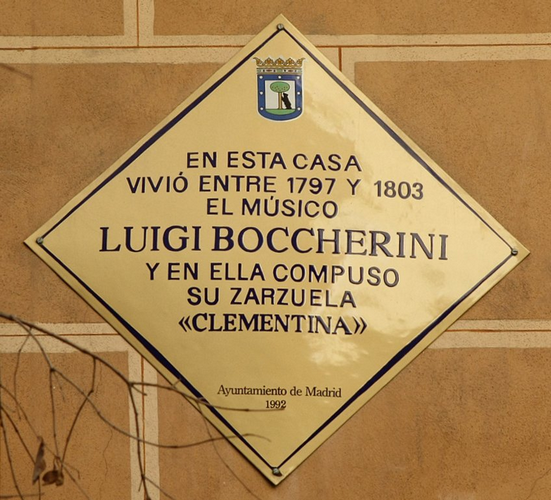 EN ESTA CASA
VIVIÓ ENTRE 1797 Y 1803
EL MÚSICO
LUIGI BOCCHERINI
Y EN ELLA COMPUSO
SU ZARZUELA
«CLEMENTINA»
Ayuntamiento de Madrid
1992